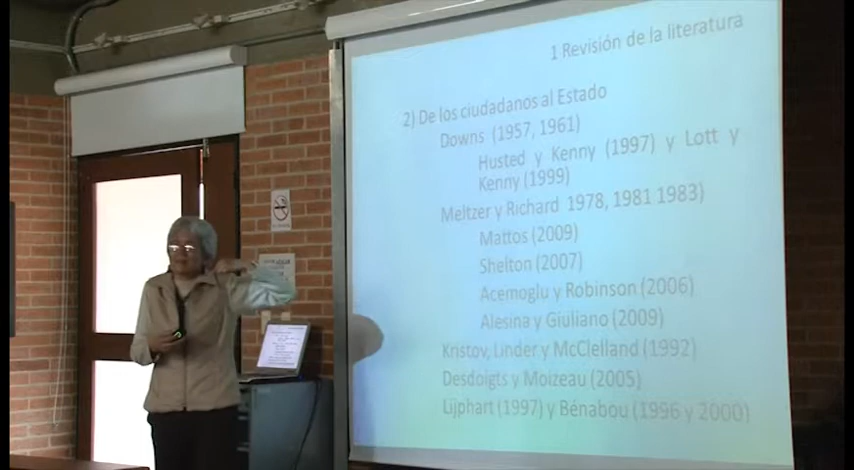 1 Revisión de la literatura
2) De los ciudadanos al Estado
Downs (1957, 1961)
Husted y Kenny (1997) y Lott y
Kenny (1999)
Meltzer y Richard 1978, 1981 1983)
Mattos (2009)
Shelton (2007)
Acemoglu y Robinson (2006)
Alesina y Giuliano (2009)
Kristov, Linder y McClelland (1992)
Desdoigts y Moizeau (2005)
Lijphart (1997) y Bénabou (1996 y 2000)